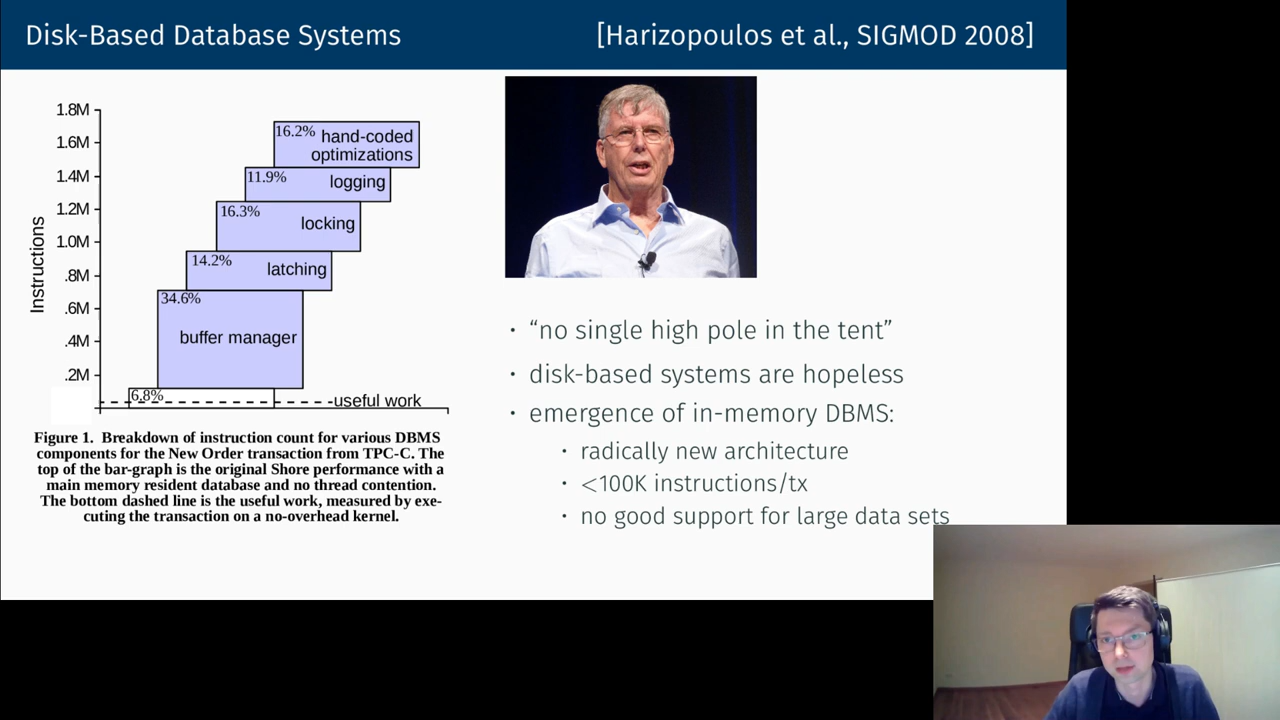 Disk-Based Database Systems
[Harizopoulos et al., SIGMOD 2008]
1.8M
1.6M
1.4M
1.2M
1.0M
.8M
.6M
.4M
.2M
Instructions
16.2% hand-coded
optimizations
11.9% logging
16.3%
locking
14.2%
latching
34.6%
buffer manager
6.8%
useful work
Figure 1. Breakdown of instruction count for various DBMS
components for the New Order transaction from TPC-C. The
top of the bar-graph is the original Shore performance with a
main memory resident database and no thread contention.
The bottom dashed line is the useful work, measured by exe-
cuting the transaction on a no-overhead kernel.
• “no single high pole in the tent”
• disk-based systems are hopeless
• emergence of in-memory DBMS:
• radically new architecture
• <100K instructions/tx
• no good support for large data sets